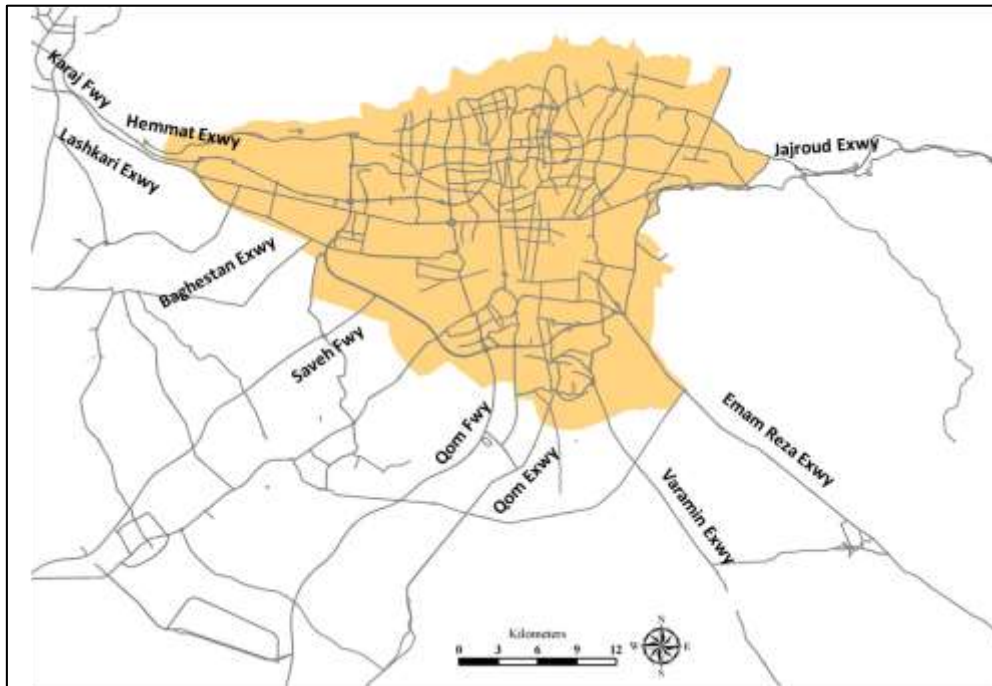 Karaj Fwy
Hemmat Exwy
Lashkari Exwy
Jajroud Exwy
Baghestan Exwy
Saveh Fwy
Qom Fwy
Qom Exwy
Emam Reza Exwy
Varamin Exwy
Kilometers
0 3 6 9 12
N
W E
S